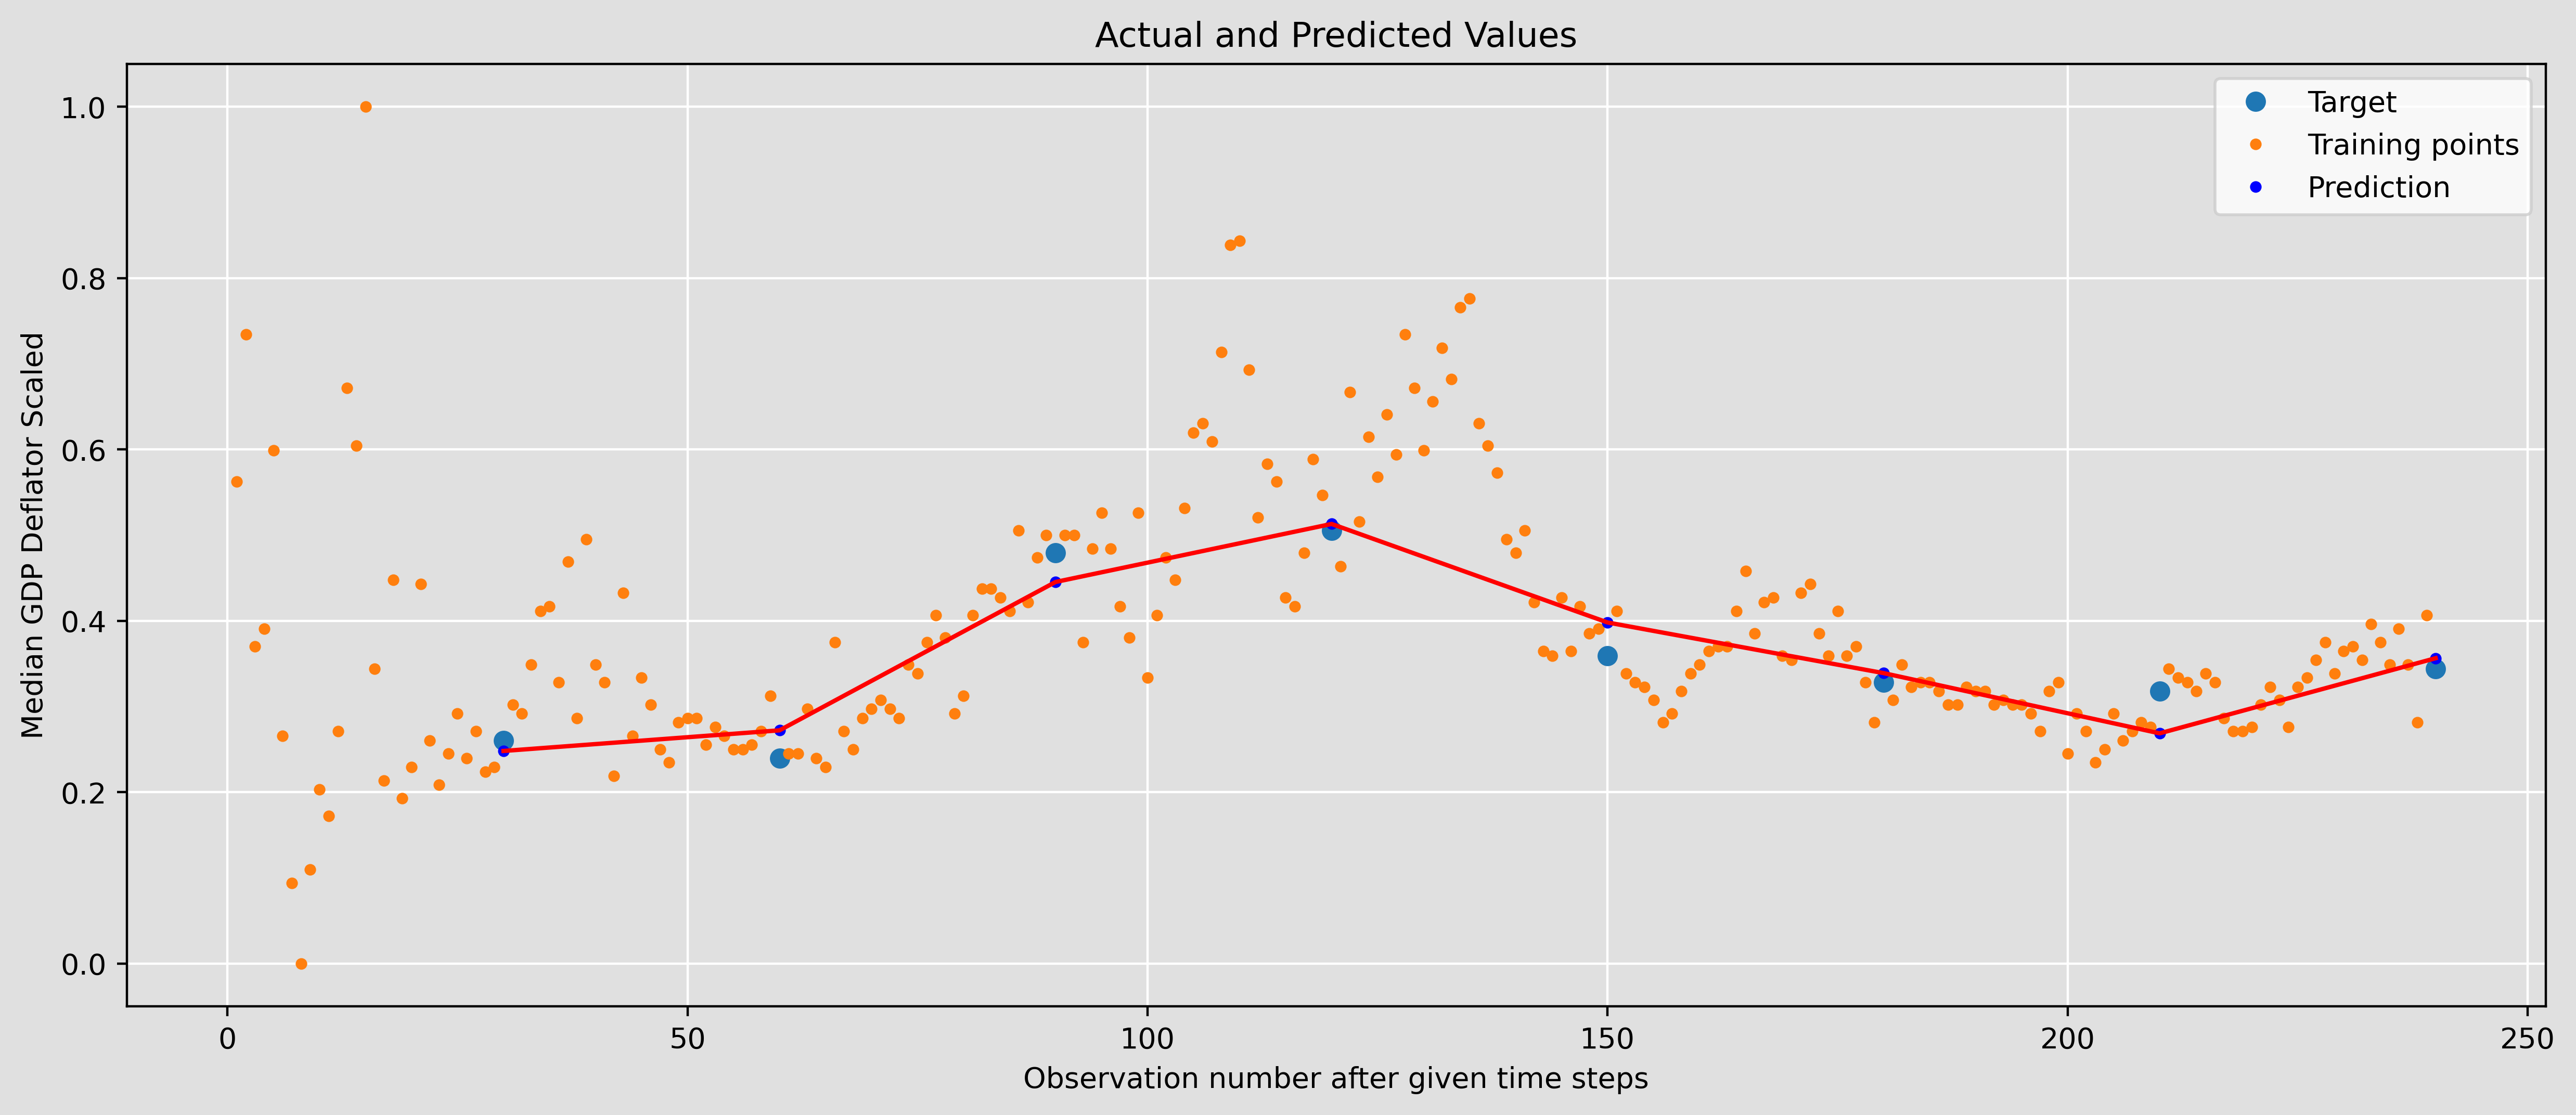 Actual and Predicted Values
Target
Training points
Prediction
Median GDP Deflator Scaled
1.0
0.8
0.6
0.4
0.2
0.0
0 50 100 150 200 250
Observation number after given time steps